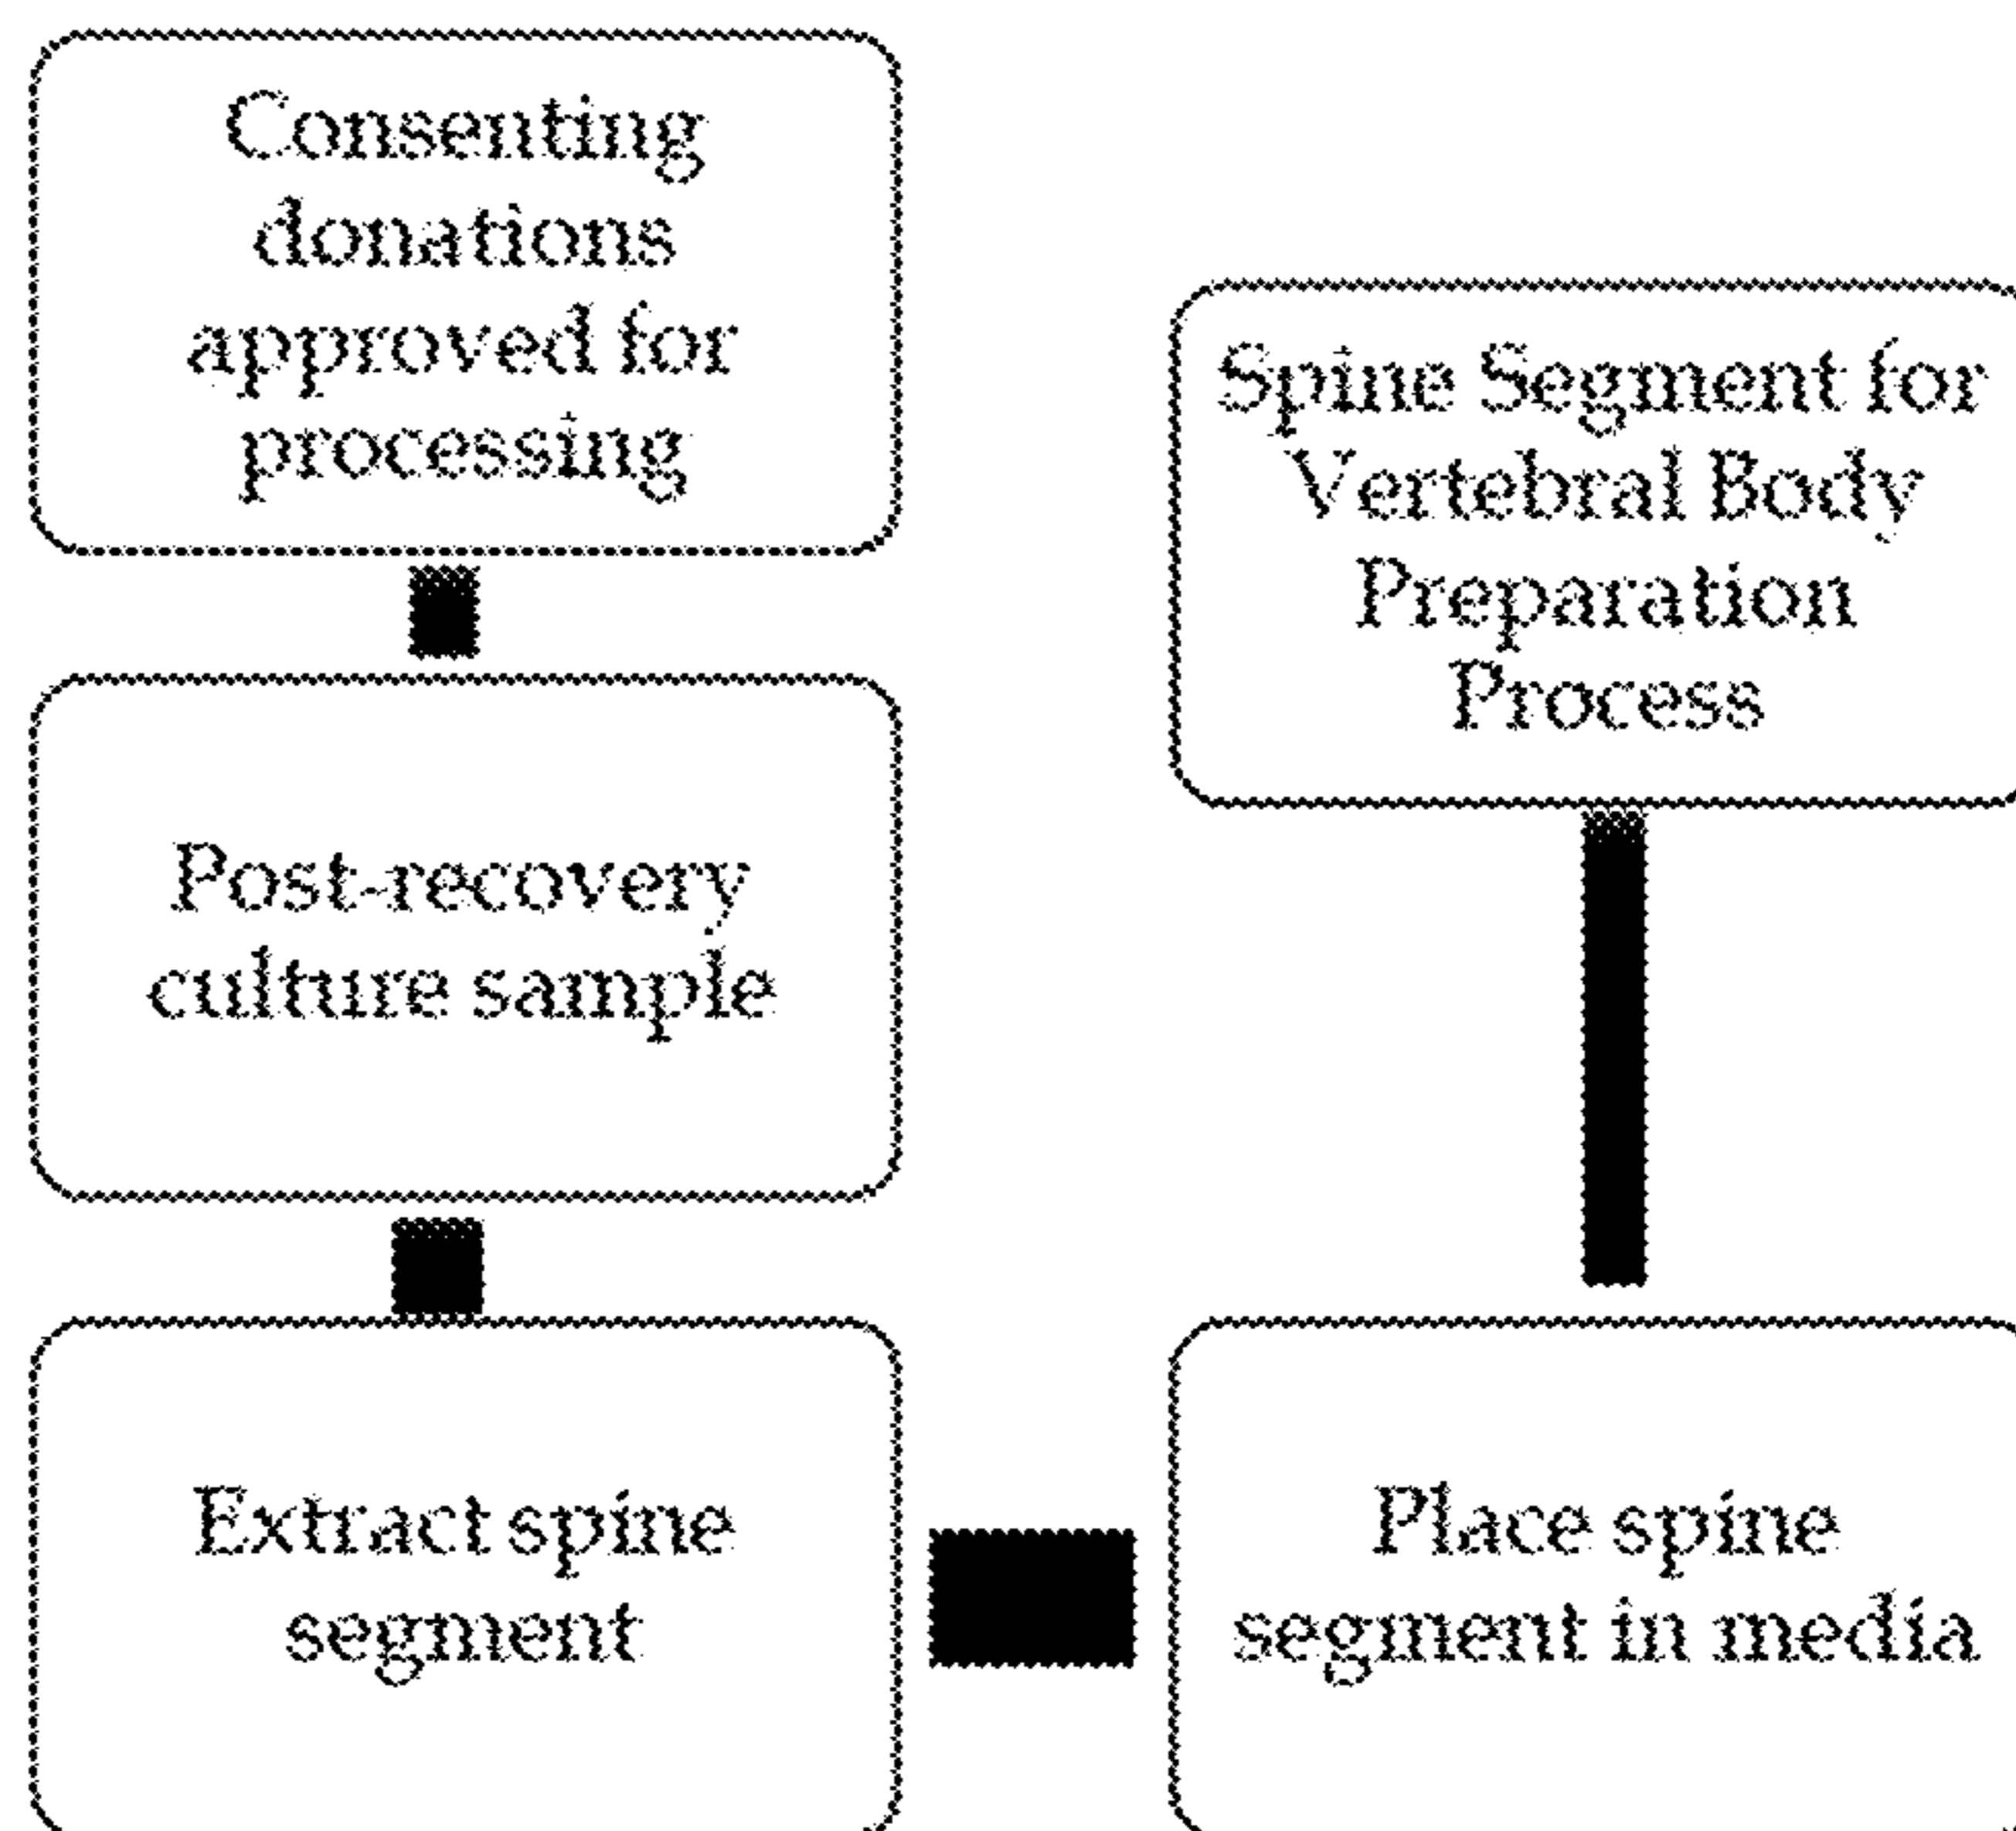 Consenting
donations
approved for
processing
Post-recovery
culture sample
Extract spine
segment
Spine Segment for
Vertebral Body
Preparation
Process
Place spine
segment in media